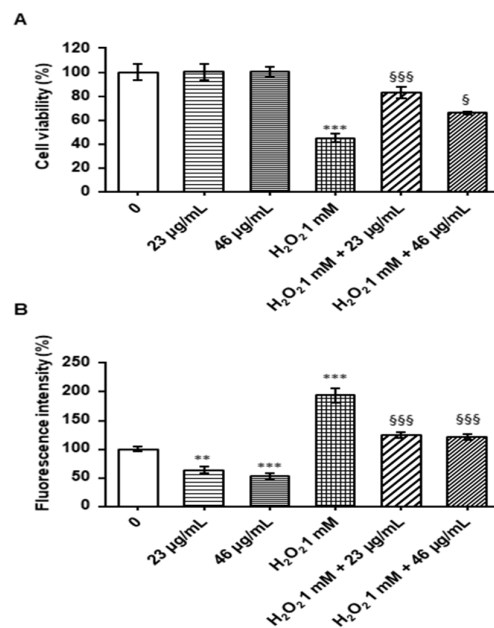 A
Cell viability (%)
120
100
80
60
40
20
0
***
§§§
§
0
23 µg/mL
46 µg/mL
H₂O₂ 1 mM
H₂O₂ 1 mM + 23 µg/mL
H₂O₂ 1 mM + 46 µg/mL
B
Fluorescence intensity (%)
250
200
150
100
50
0
**
***
***
§§§
§§§
0
23 µg/mL
46 µg/mL
H₂O₂ 1 mM
H₂O₂ 1 mM + 23 µg/mL
H₂O₂ 1 mM + 46 µg/mL